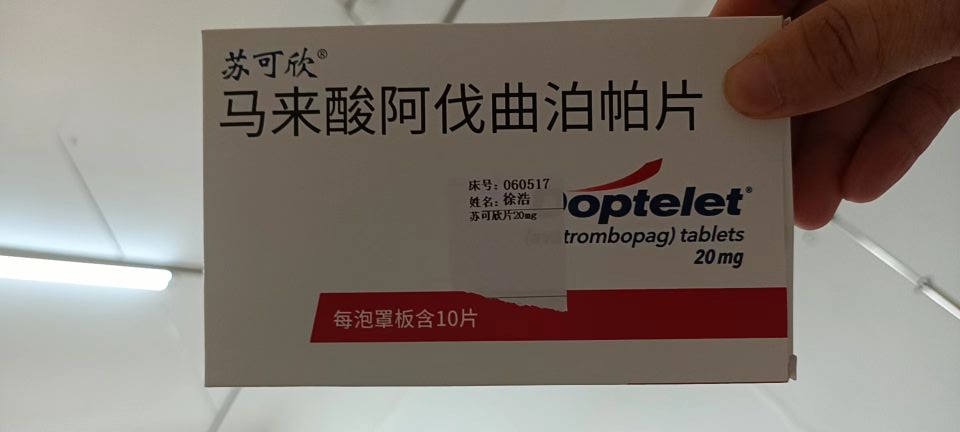 苏可欣®
马来酸阿伐曲泊帕片
床号：060517
姓名：徐浩
苏可欣片20mg
optelet®
trombopag) tablets
20 mg
每泡罩板含10片